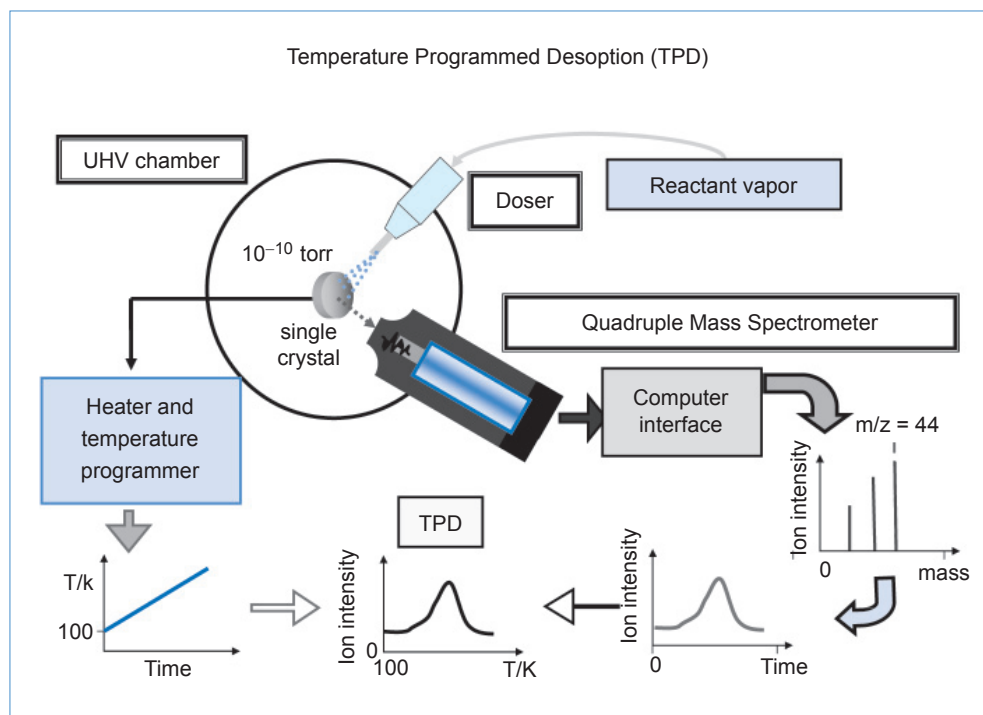 Temperature Programmed Desoption (TPD)
UHV chamber
Reactant vapor
Doser
10⁻¹⁰ torr
single
crystal
Quadruple Mass Spectrometer
Heater and
temperature
programmer
Computer
interface
m/z = 44
Ion intensity
0
mass
TPD
T/k
100
Time
Ion intensity
0
100
T/K
Ion intensity
0
Time